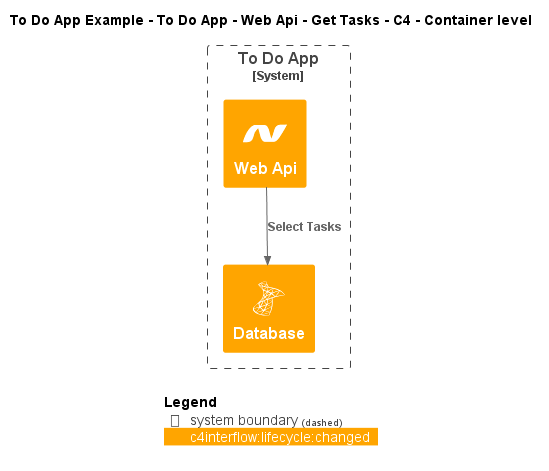 To Do App Example - To Do App - Web Api - Get Tasks - C4 - Container level
To Do App
[System]
Web Api
Select Tasks
Database
Legend
system boundary (dashed)
c4interflow:lifecycle:changed